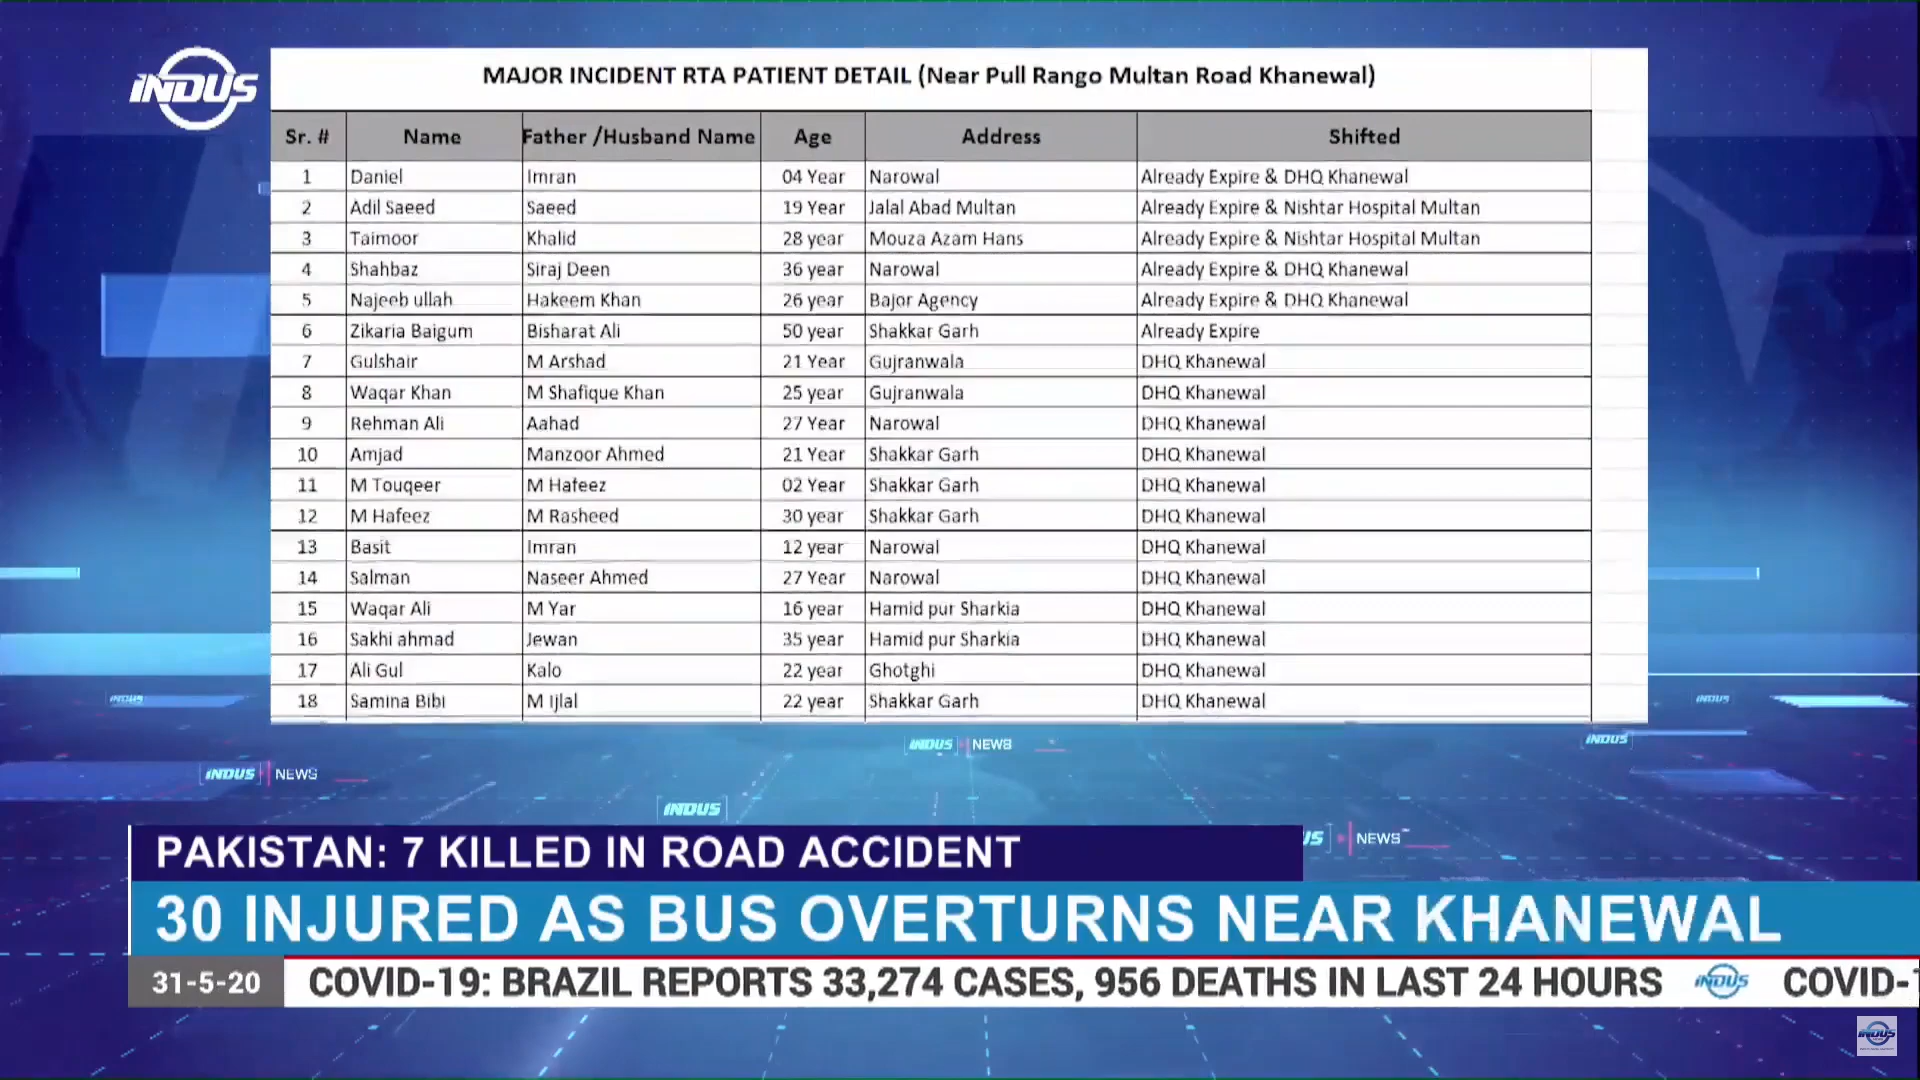 INDUS
MAJOR INCIDENT RTA PATIENT DETAIL (Near Pull Rango Multan Road Khanewal)
Sr. # Name Father /Husband Name Age Address Shifted
1 Daniel Imran 04 Year Narowal Already Expire & DHQ Khanewal
2 Adil Saeed Saeed 19 Year Jalal Abad Multan Already Expire & Nishtar Hospital Multan
3 Taimoor Khalid 28 year Mouza Azam Hans Already Expire & Nishtar Hospital Multan
4 Shahbaz Siraj Deen 36 year Narowal Already Expire & DHQ Khanewal
5 Najeeb ullah Hakeem Khan 26 year Bajor Agency Already Expire & DHQ Khanewal
6 Zikaria Baigum Bisharat Ali 50 year Shakkar Garh Already Expire
7 Gulshair M Arshad 21 Year Gujranwala DHQ Khanewal
8 Waqar Khan M Shafique Khan 25 year Gujranwala DHQ Khanewal
9 Rehman Ali Aahad 27 Year Narowal DHQ Khanewal
10 Amjad Manzoor Ahmed 21 Year Shakkar Garh DHQ Khanewal
11 M Touqeer M Hafeez 02 Year Shakkar Garh DHQ Khanewal
12 M Hafeez M Rasheed 30 year Shakkar Garh DHQ Khanewal
13 Basit Imran 12 year Narowal DHQ Khanewal
14 Salman Naseer Ahmed 27 Year Narowal DHQ Khanewal
15 Waqar Ali M Yar 16 year Hamid pur Sharkia DHQ Khanewal
16 Sakhi ahmad Jewan 35 year Hamid pur Sharkia DHQ Khanewal
17 Ali Gul Kalo 22 year Ghotghi DHQ Khanewal
18 Samina Bibi M Ijlal 22 year Shakkar Garh DHQ Khanewal
INDUS
INDUS
INDUS NEWS
INDUS
INDUS NEWS
INDUS
US NEWS
PAKISTAN: 7 KILLED IN ROAD ACCIDENT
30 INJURED AS BUS OVERTURNS NEAR KHANEWAL
31-5-20 COVID-19: BRAZIL REPORTS 33,274 CASES, 956 DEATHS IN LAST 24 HOURS INDUS COVID-1
INDUS